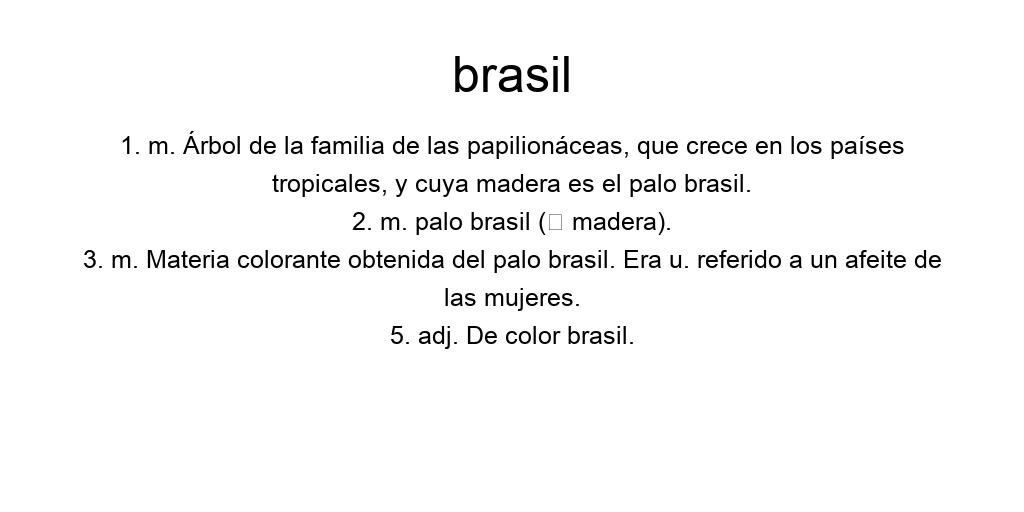 brasil
1. m. Árbol de la familia de las papilionáceas, que crece en los países
tropicales, y cuya madera es el palo brasil.
2. m. palo brasil (□ madera).
3. m. Materia colorante obtenida del palo brasil. Era u. referido a un afeite de
las mujeres.
5. adj. De color brasil.